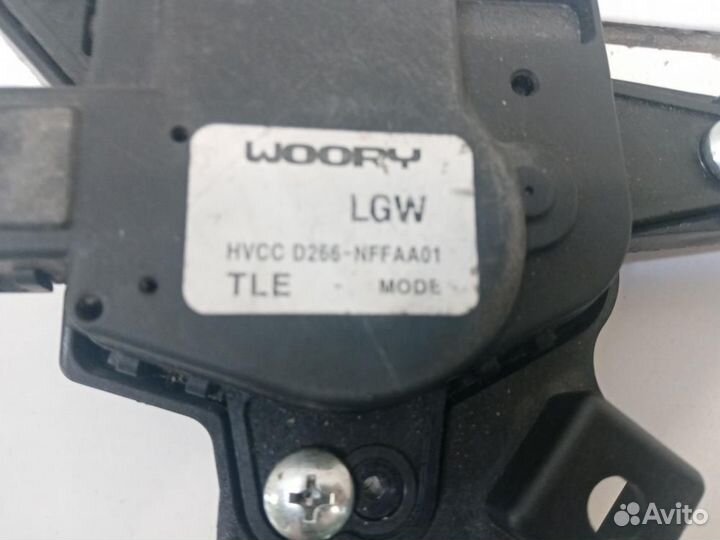 WOORY
LGW
HVCC D266-NFFAA01
TLE - MODE
Avito